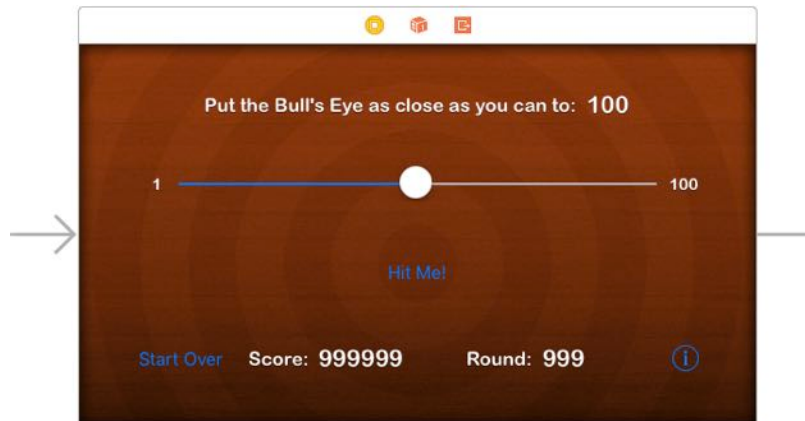 Put the Bull's Eye as close as you can to: 100
1 100
Hit Me!
Start Over Score: 999999 Round: 999 i